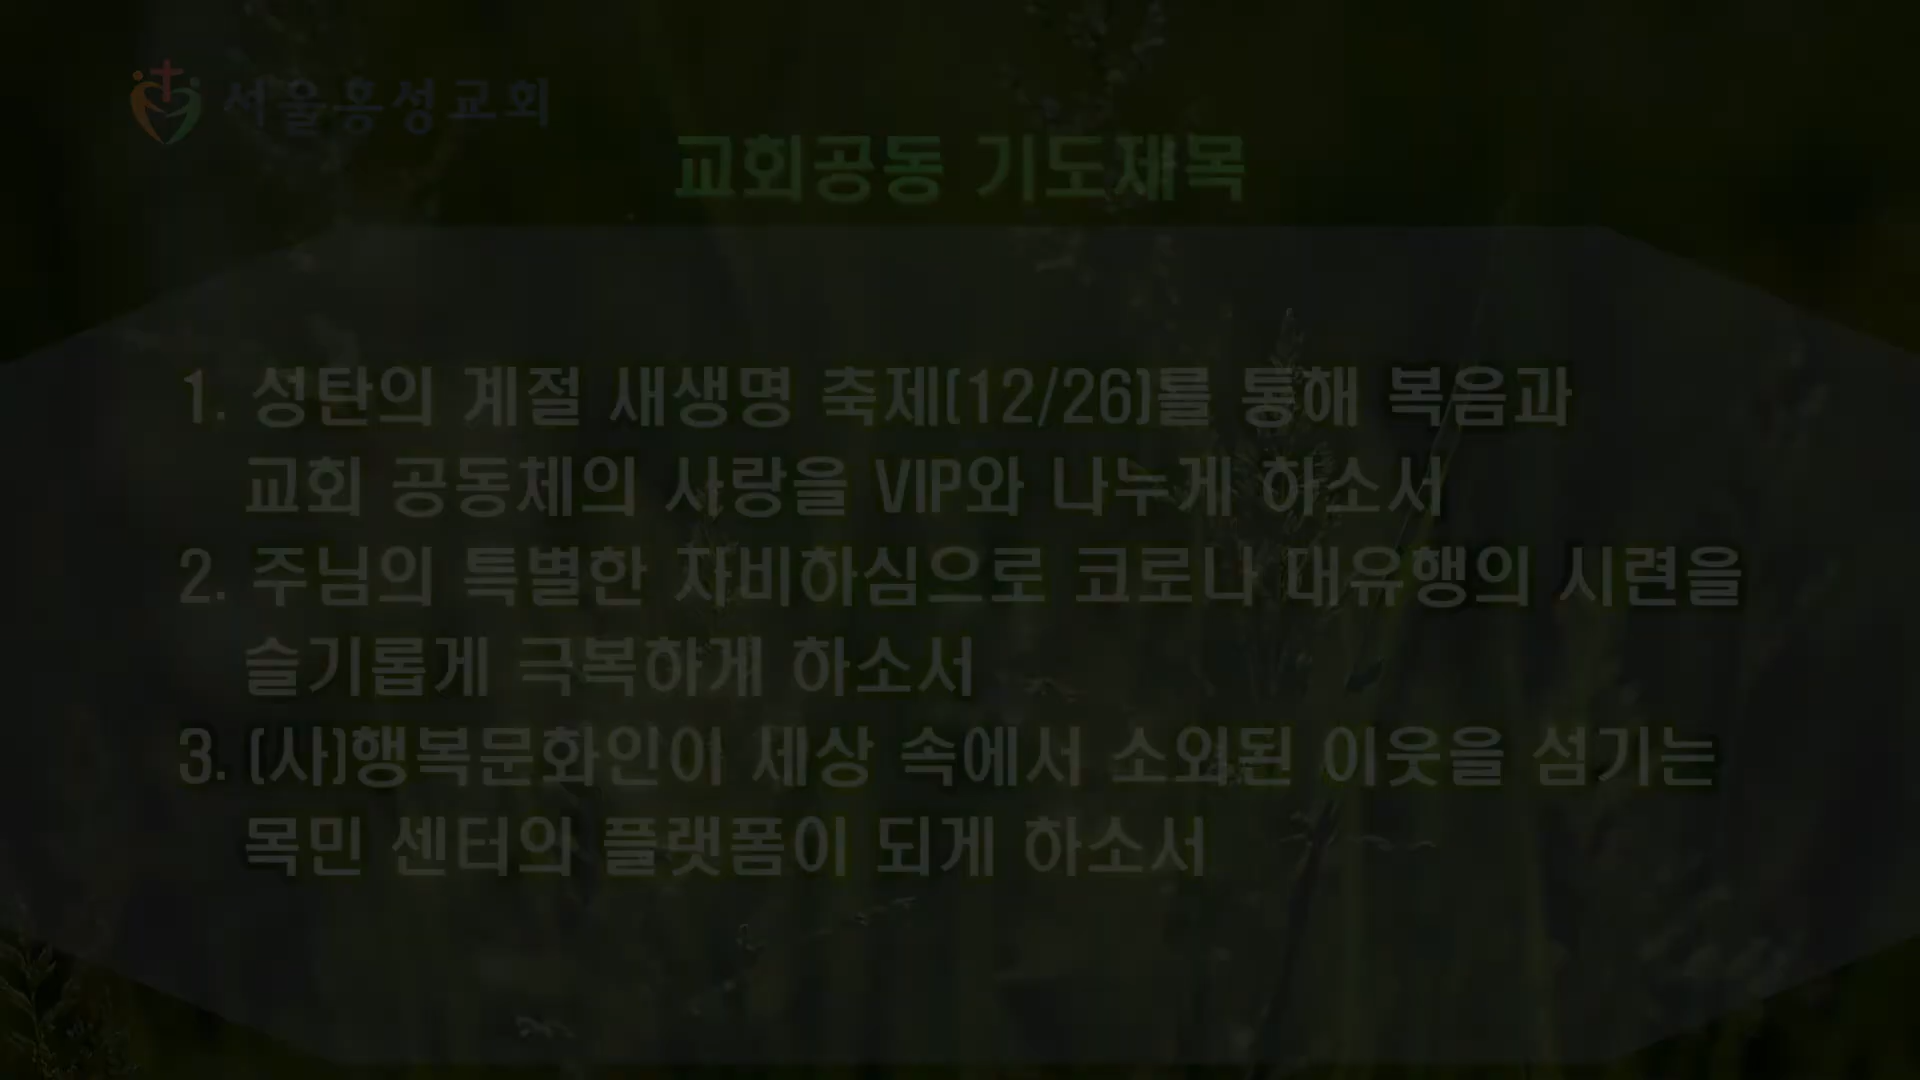 서울홍성교회
교회공동 기도제목
1. 성탄의 계절 새생명 축제(12/26)를 통해 복음과
교회 공동체의 사랑을 VIP와 나누게 하소서
2. 주님의 특별한 자비하심으로 코로나 대유행의 시련을
슬기롭게 극복하게 하소서
3. (사)행복문화인이 세상 속에서 소외된 이웃을 섬기는
목민 센터의 플랫폼이 되게 하소서